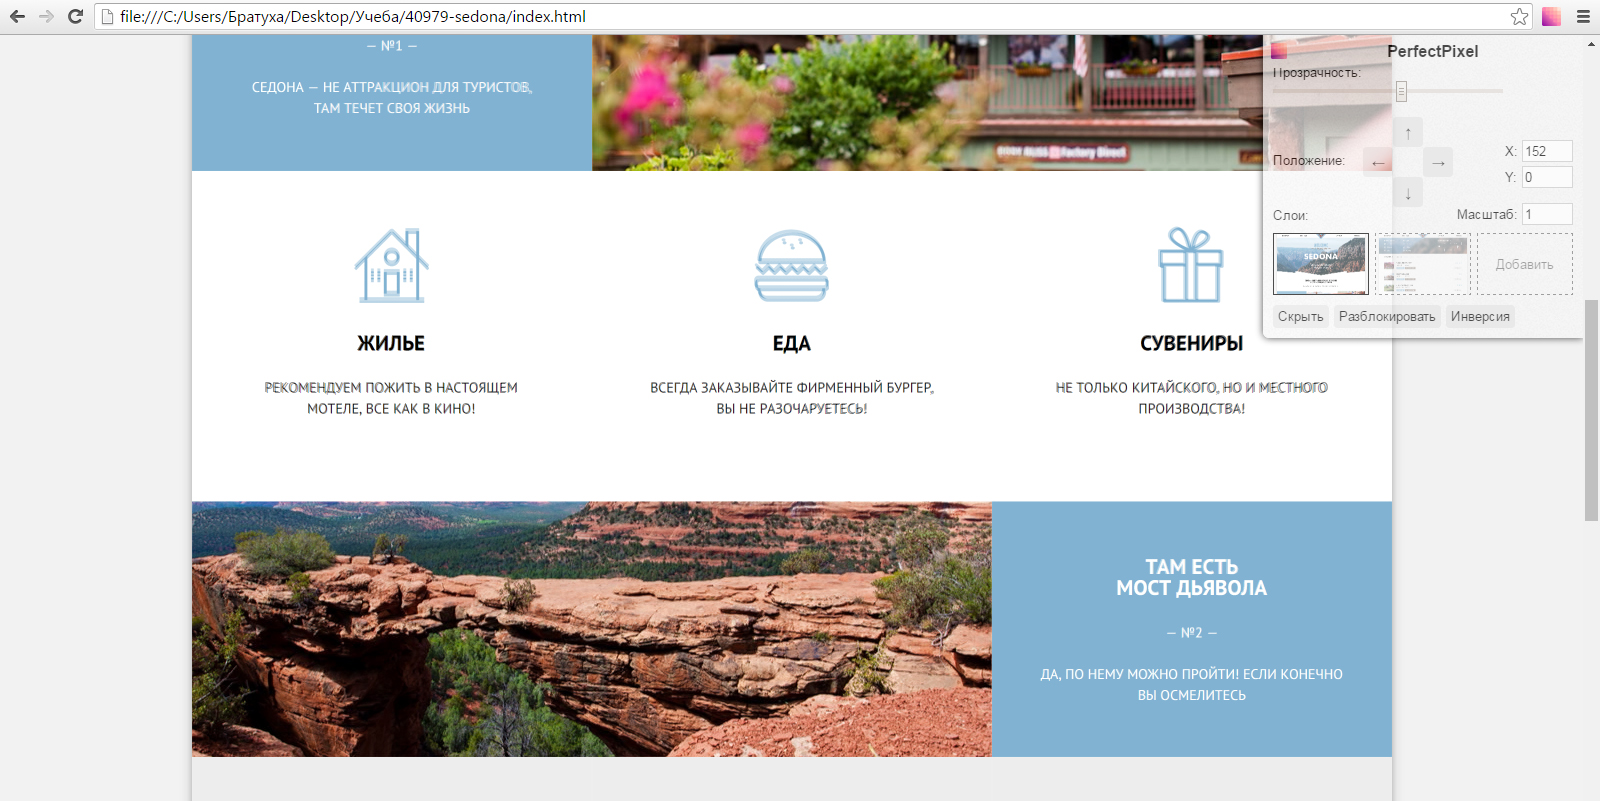 file:///C:/Users/Братуха/Desktop/Учеба/40979-sedona/index.html
— №1 —
СЕДОНА — НЕ АТТРАКЦИОН ДЛЯ ТУРИСТОВ,
ТАМ ТЕЧЕТ СВОЯ ЖИЗНЬ
Factory Direct
PerfectPixel
Прозрачность:
↑
Положение:
←
→
↓
X: 152
Y: 0
Слои:
Масштаб: 1
SEDONA
Добавить
Скрыть
Разблокировать
Инверсия
ЖИЛЬЕ
РЕКОМЕНДУЕМ ПОЖИТЬ В НАСТОЯЩЕМ
МОТЕЛЕ, ВСЕ КАК В КИНО!
ЕДА
ВСЕГДА ЗАКАЗЫВАЙТЕ ФИРМЕННЫЙ БУРГЕР,
ВЫ НЕ РАЗОЧАРУЕТЕСЬ!
СУВЕНИРЫ
НЕ ТОЛЬКО КИТАЙСКОГО, НО И МЕСТНОГО
ПРОИЗВОДСТВА!
ТАМ ЕСТЬ
МОСТ ДЬЯВОЛА
— №2 —
ДА, ПО НЕМУ МОЖНО ПРОЙТИ! ЕСЛИ КОНЕЧНО
ВЫ ОСМЕЛИТЕСЬ